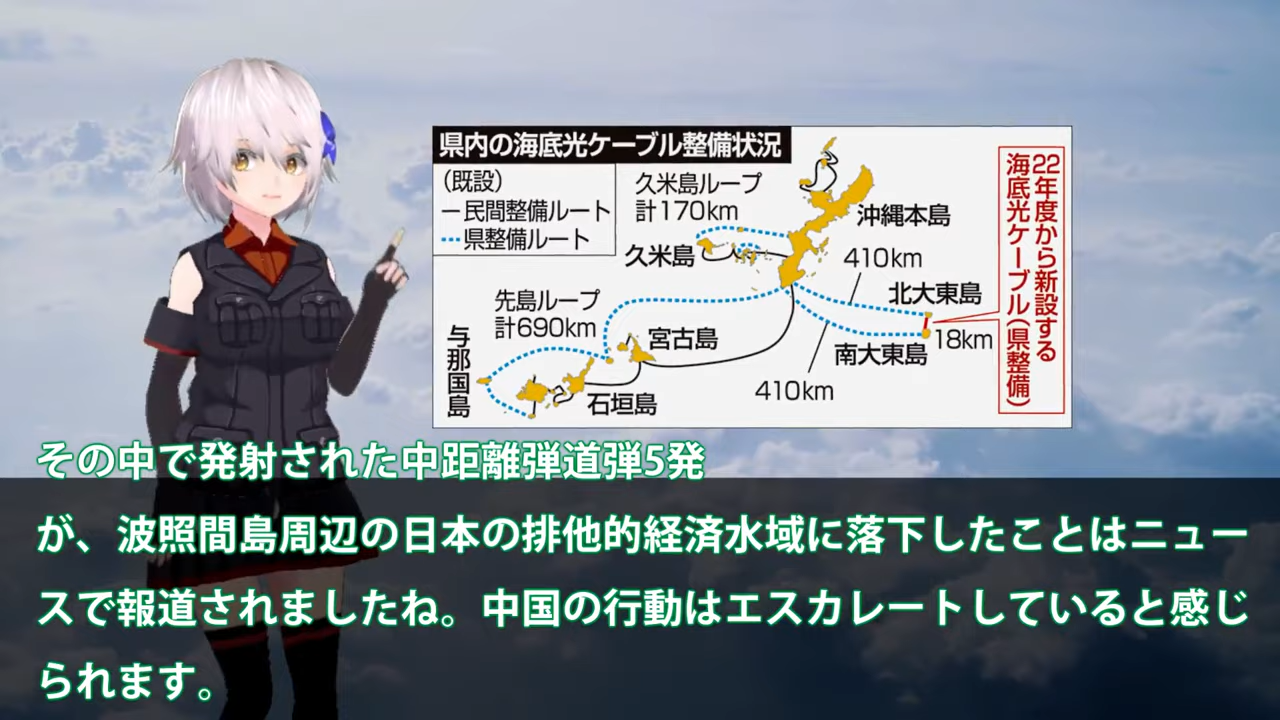 県内の海底光ケーブル整備状況
（既設）
民間整備ルート
県整備ルート
久米島ループ
計170km
久米島
沖縄本島
410km
北大東島
18km
南大東島
410km
先島ループ
計690km
宮古島
与那国島
石垣島
22年度から新設する
海底光ケーブル（県整備）
その中で発射された中距離弾道弾5発
が、波照間島周辺の日本の排他的経済水域に落下したことはニュー
スで報道されましたね。中国の行動はエスカレートしていると感じ
られます。